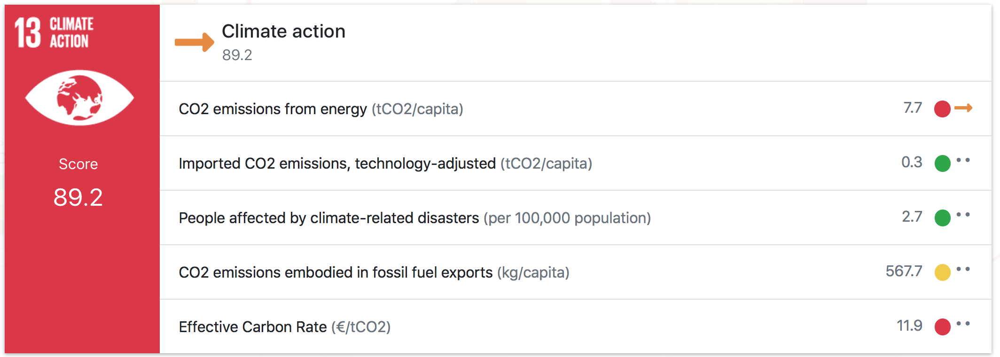 13 CLIMATE
ACTION
Score
89.2
Climate action
89.2
CO2 emissions from energy (tCO2/capita) 7.7
Imported CO2 emissions, technology-adjusted (tCO2/capita) 0.3
People affected by climate-related disasters (per 100,000 population) 2.7
CO2 emissions embodied in fossil fuel exports (kg/capita) 567.7
Effective Carbon Rate (€/tCO2) 11.9